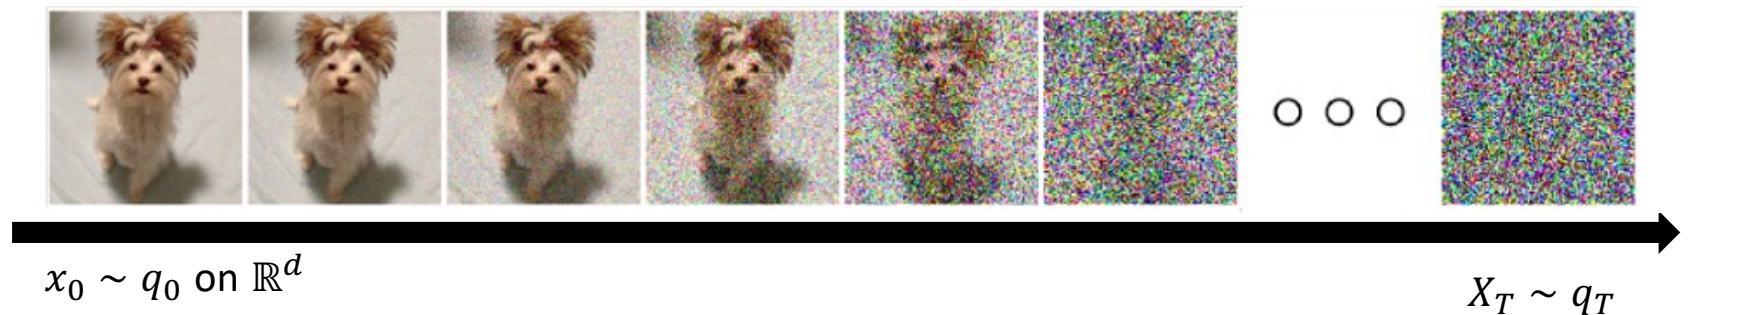 x₀ ~ q₀ on ℝᵈ
X_T ~ q_T